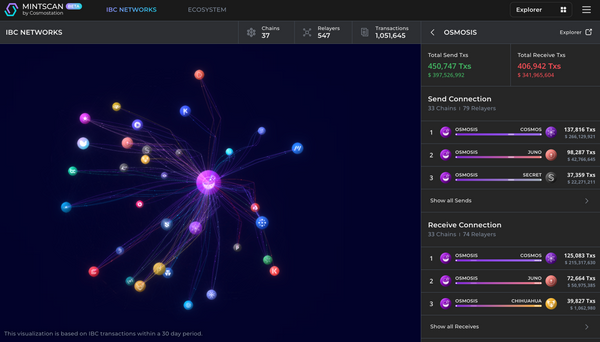 MINTSCAN BETA
by Cosmostation
IBC NETWORKS
ECOSYSTEM
Explorer
IBC NETWORKS
Chains
37
Relayers
547
Transactions
1,051,645
OSMOSIS
Explorer
Total Send Txs
450,747 Txs
$ 397,526,992
Total Receive Txs
406,942 Txs
$ 341,965,604
Send Connection
33 Chains | 79 Relayers
1 OSMOSIS COSMOS 137,816 Txs
$ 266,129,921
2 OSMOSIS JUNO 98,287 Txs
$ 42,766,645
3 OSMOSIS SECRET 37,359 Txs
$ 22,271,211
Show all Sends
Receive Connection
33 Chains | 74 Relayers
1 OSMOSIS COSMOS 125,083 Txs
$ 215,317,630
2 OSMOSIS JUNO 72,664 Txs
$ 50,975,385
3 OSMOSIS CHIHUAHUA 39,827 Txs
$ 1,062,980
Show all Receives
This visualization is based on IBC transactions within a 30 day period.